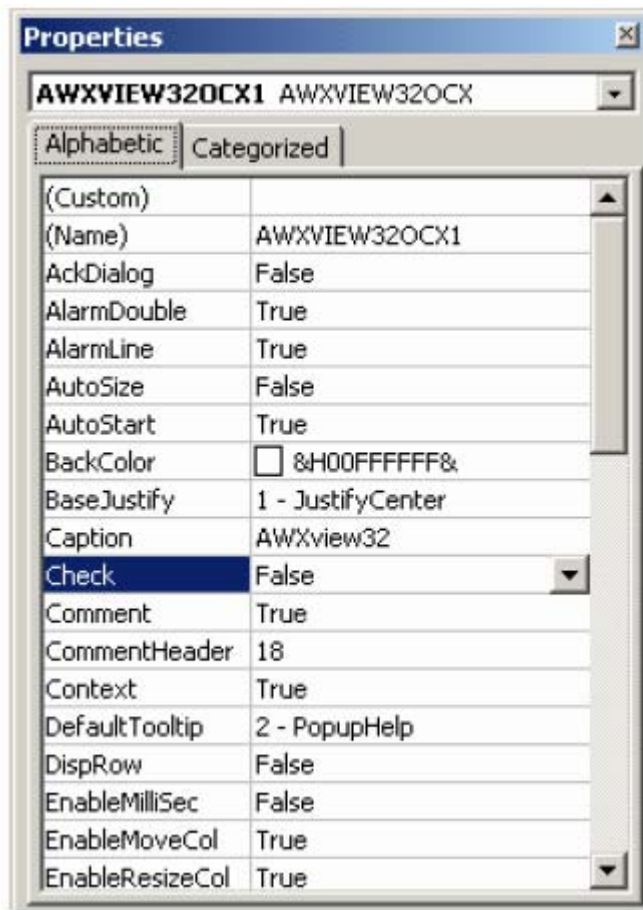 Properties
AWXVIEW32OCX1 AWXVIEW32OCX
Alphabetic Categorized
(Custom)
(Name) AWXVIEW32OCX1
AckDialog False
AlarmDouble True
AlarmLine True
AutoSize False
AutoStart True
BackColor &H00FFFFFF&
BaseJustify 1 - JustifyCenter
Caption AWXview32
Check False
Comment True
CommentHeader 18
Context True
DefaultTooltip 2 - PopupHelp
DispRow False
EnableMilliSec False
EnableMoveCol True
EnableResizeCol True